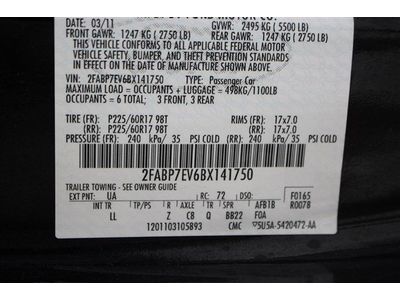 MOTOR CO.
DATE: 03/11 GVWR: 2495 KG ( 5500 LB)
FRONT GAWR: 1247 KG ( 2750 LB) REAR GAWR: 1247 KG ( 2750 LB)
THIS VEHICLE CONFORMS TO ALL APPLICABLE FEDERAL MOTOR
VEHICLE SAFETY, BUMPER, AND THEFT PREVENTION STANDARDS
IN EFFECT ON THE DATE OF MANUFACTURE SHOWN ABOVE.
VIN: 2FABP7EV6BX141750 TYPE: Passenger Car
MAXIMUM LOAD = OCCUPANTS + LUGGAGE = 498KG/1100LB
OCCUPANTS = 6 TOTAL; 3 FRONT, 3 REAR
TIRE (FR): P225/60R17 98T RIMS (FR): 17x7.0
(RR): P225/60R17 98T (RR): 17x7.0
PRESSURE (FR): 240 kPa/ 35 PSI COLD (RR) 240 kPa/ 35 PSI COLD
2FABP7EV6BX141750
TRAILER TOWING - SEE OWNER GUIDE
EXT PNT: UA RC: 72 DSO: F0165
INT TR TP/PS R AXLE TR AFB1B R0078
LL Z CB Q BB22 FOA
1201103105893 CMC 5U5A-5420472-AA